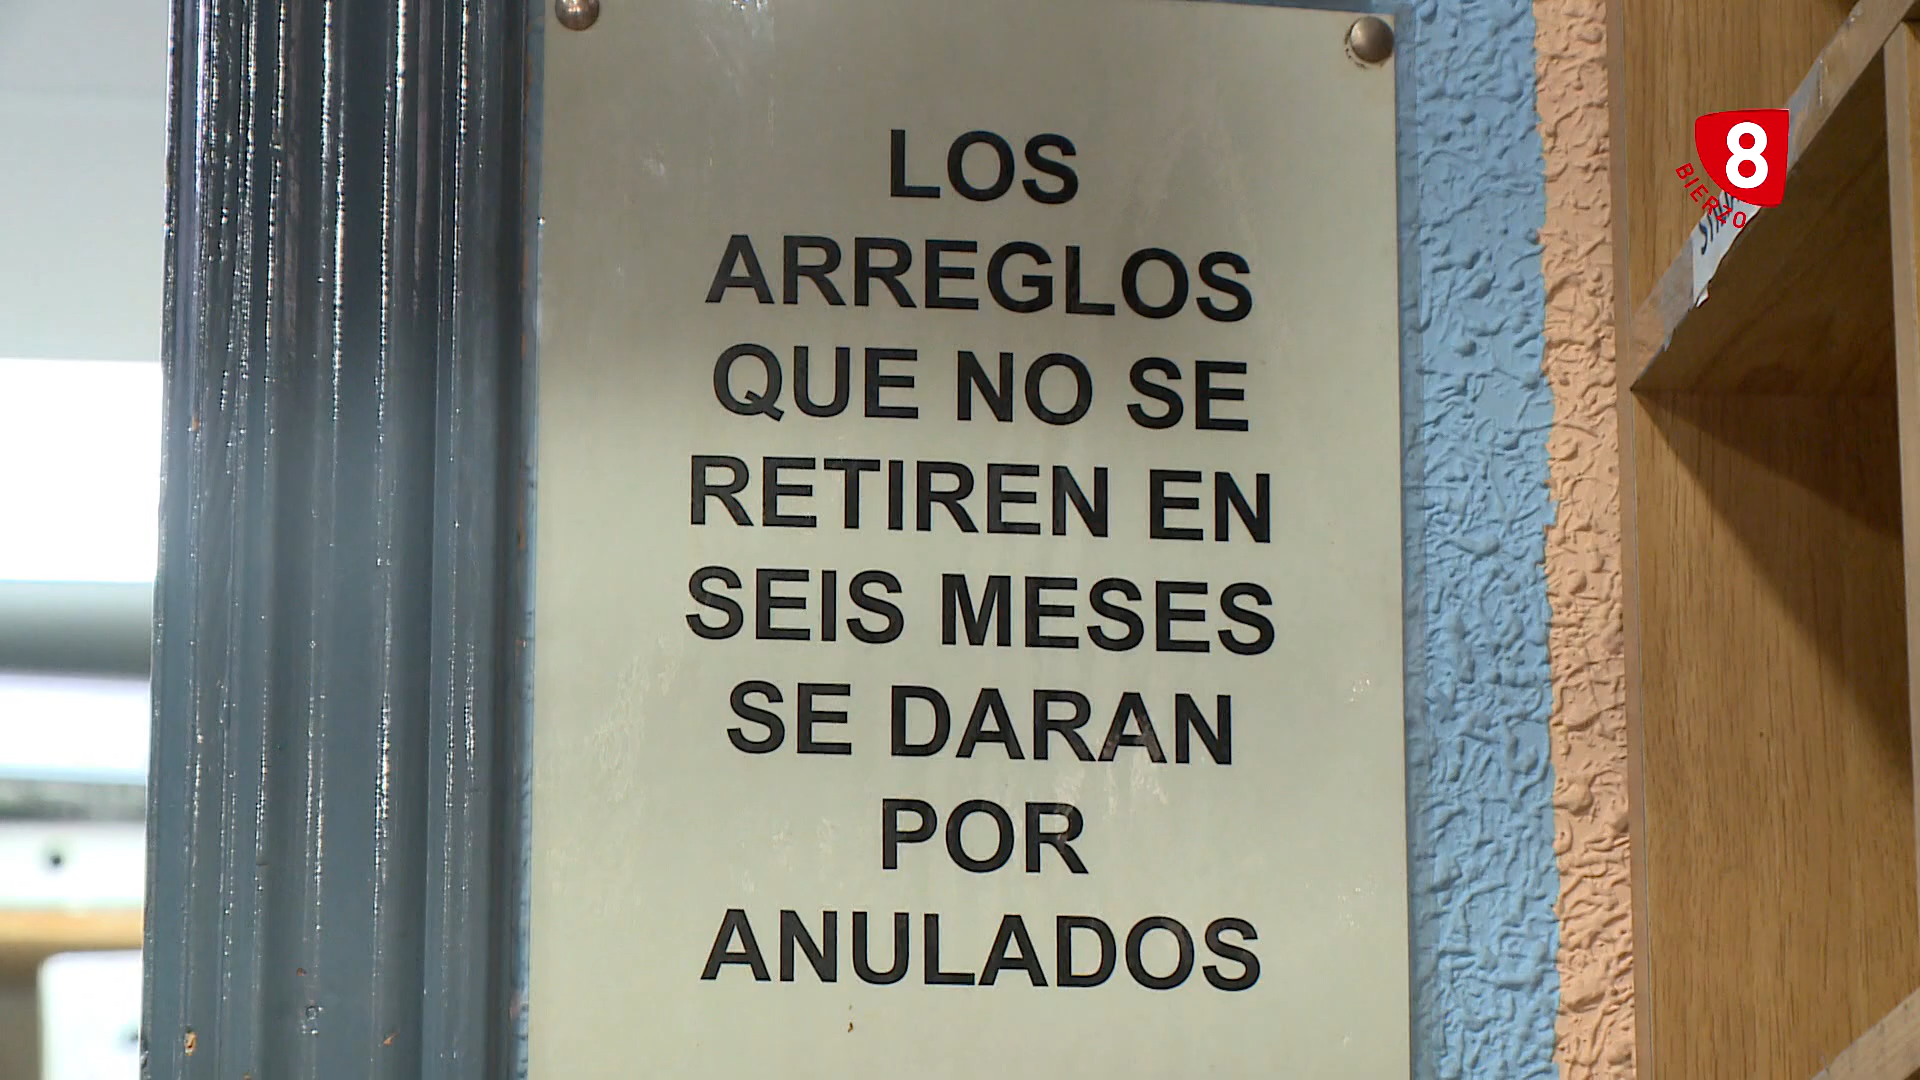 LOS
ARREGLOS
QUE NO SE
RETIREN EN
SEIS MESES
SE DARAN
POR
ANULADOS
8
BIERZO